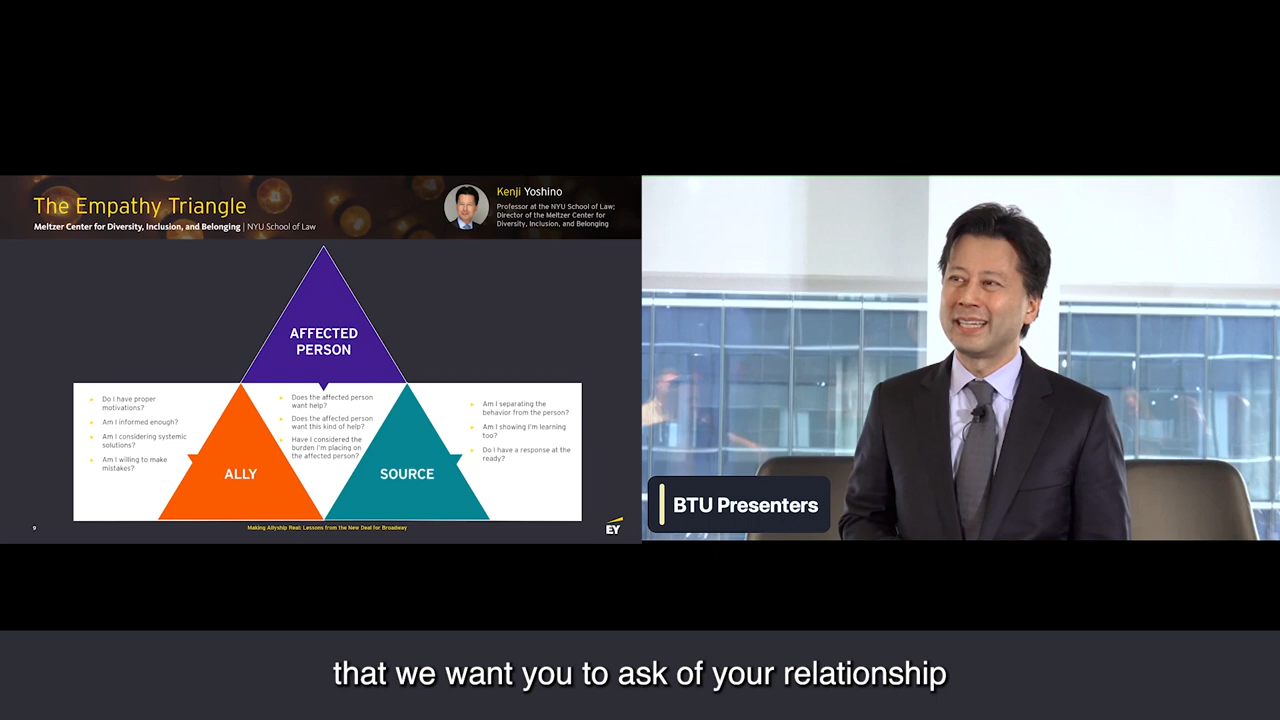 The Empathy Triangle
Meltzer Center for Diversity, Inclusion, and Belonging | NYU School of Law
Kenji Yoshino
Professor at the NYU School of Law;
Director of the Meltzer Center for
Diversity, Inclusion, and Belonging
AFFECTED
PERSON
Do I have proper
motivations?
Am I informed enough?
Am I considering systemic
solutions?
Am I willing to make
mistakes?
ALLY
Does the affected person
want help?
Does the affected person
want this kind of help?
Have I considered the
burden I'm placing on
the affected person?
SOURCE
Am I separating the
behavior from the person?
Am I showing I'm learning
too?
Do I have a response at the
ready?
9
Making Allyship Real: Lessons from the New Deal for Broadway
EY
BTU Presenters
that we want you to ask of your relationship